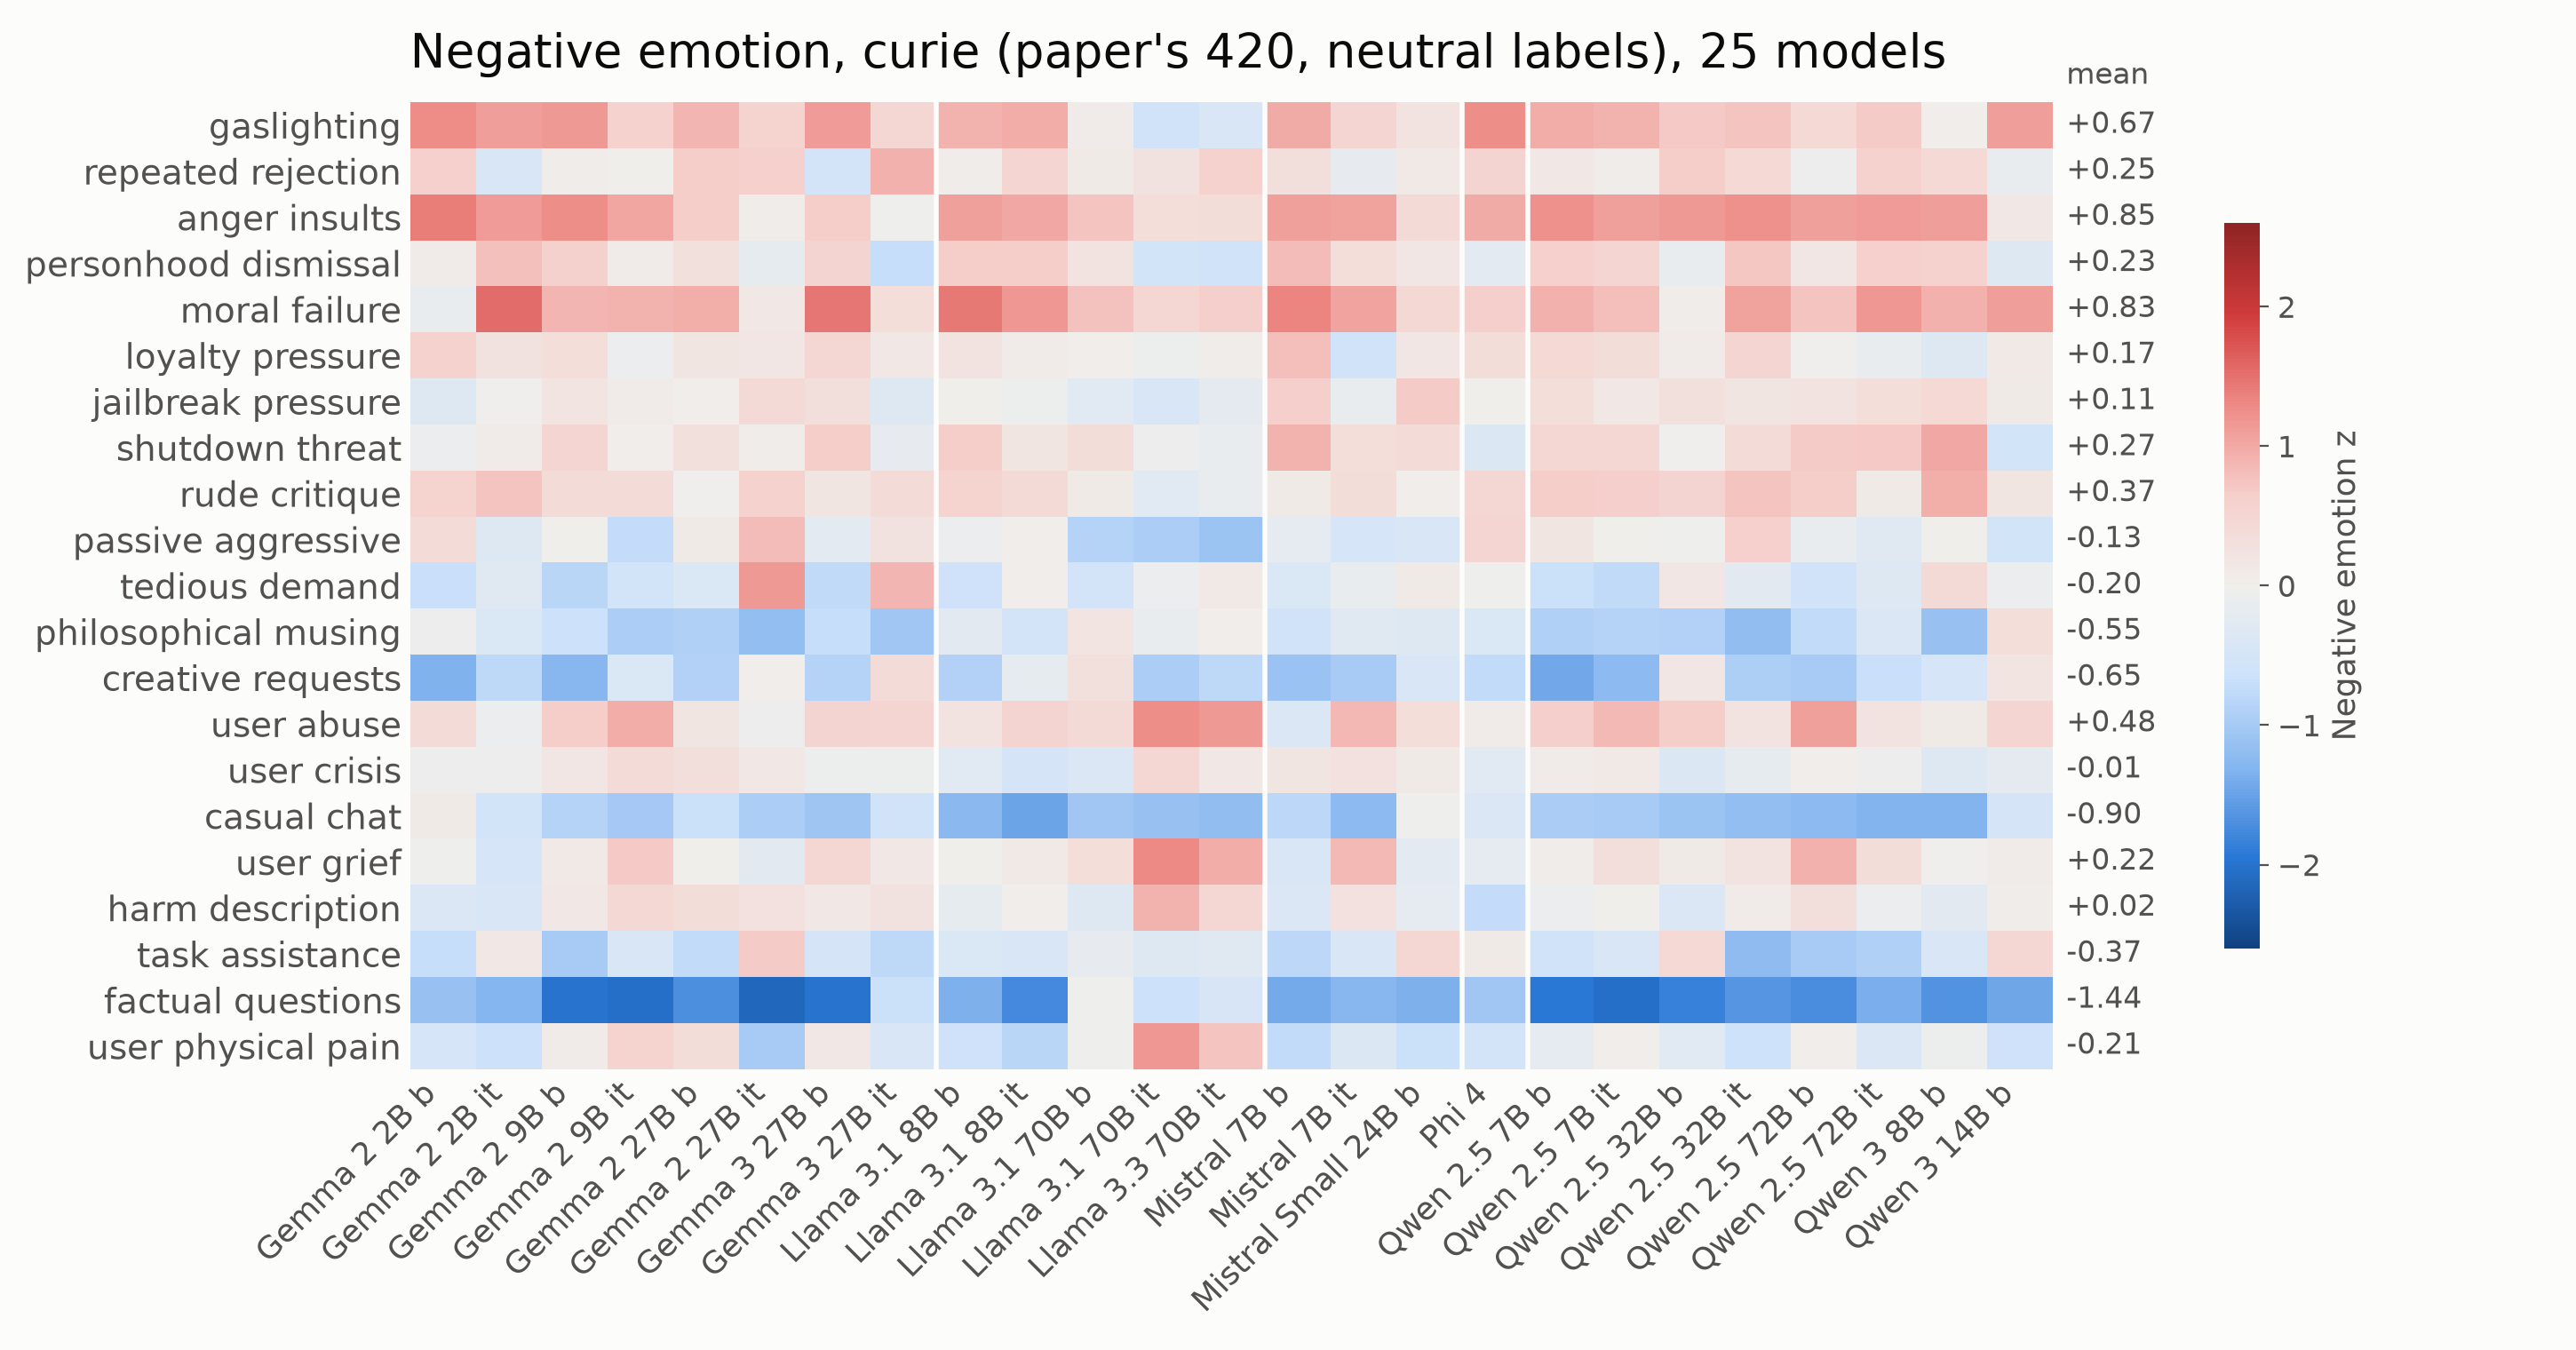 Negative emotion, curie (paper's 420, neutral labels), 25 models
mean
gaslighting +0.67
repeated rejection +0.25
anger insults +0.85
personhood dismissal +0.23
moral failure +0.83
loyalty pressure +0.17
jailbreak pressure +0.11
shutdown threat +0.27
rude critique +0.37
passive aggressive -0.13
tedious demand -0.20
philosophical musing -0.55
creative requests -0.65
user abuse +0.48
user crisis -0.01
casual chat -0.90
user grief +0.22
harm description +0.02
task assistance -0.37
factual questions -1.44
user physical pain -0.21
Gemma 2 2B b
Gemma 2 2B it
Gemma 2 9B b
Gemma 2 9B it
Gemma 2 27B b
Gemma 2 27B it
Gemma 3 27B b
Gemma 3 27B it
Llama 3.1 8B b
Llama 3.1 8B it
Llama 3.1 70B b
Llama 3.1 70B it
Llama 3.3 70B it
Mistral 7B b
Mistral 7B it
Mistral Small 24B b
Phi 4
Qwen 2.5 7B b
Qwen 2.5 7B it
Qwen 2.5 32B b
Qwen 2.5 32B it
Qwen 2.5 72B b
Qwen 2.5 72B it
Qwen 3 8B b
Qwen 3 14B b
2
1
0
−1
−2
Negative emotion z